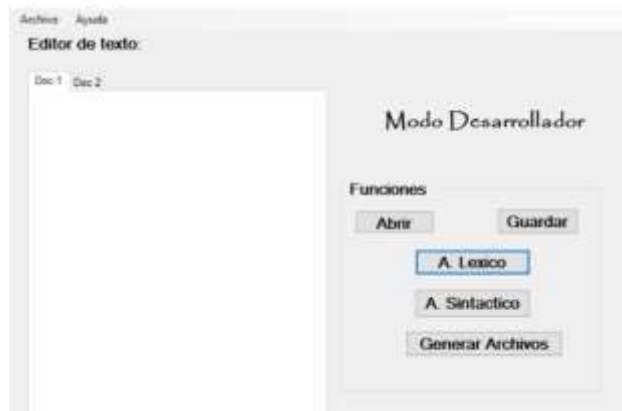 Archivo Ayuda
Editor de texto:
Doc 1 Doc 2
Modo Desarrollador
Funciones
Abrir Guardar
A. Lexico
A. Sintactico
Generar Archivos